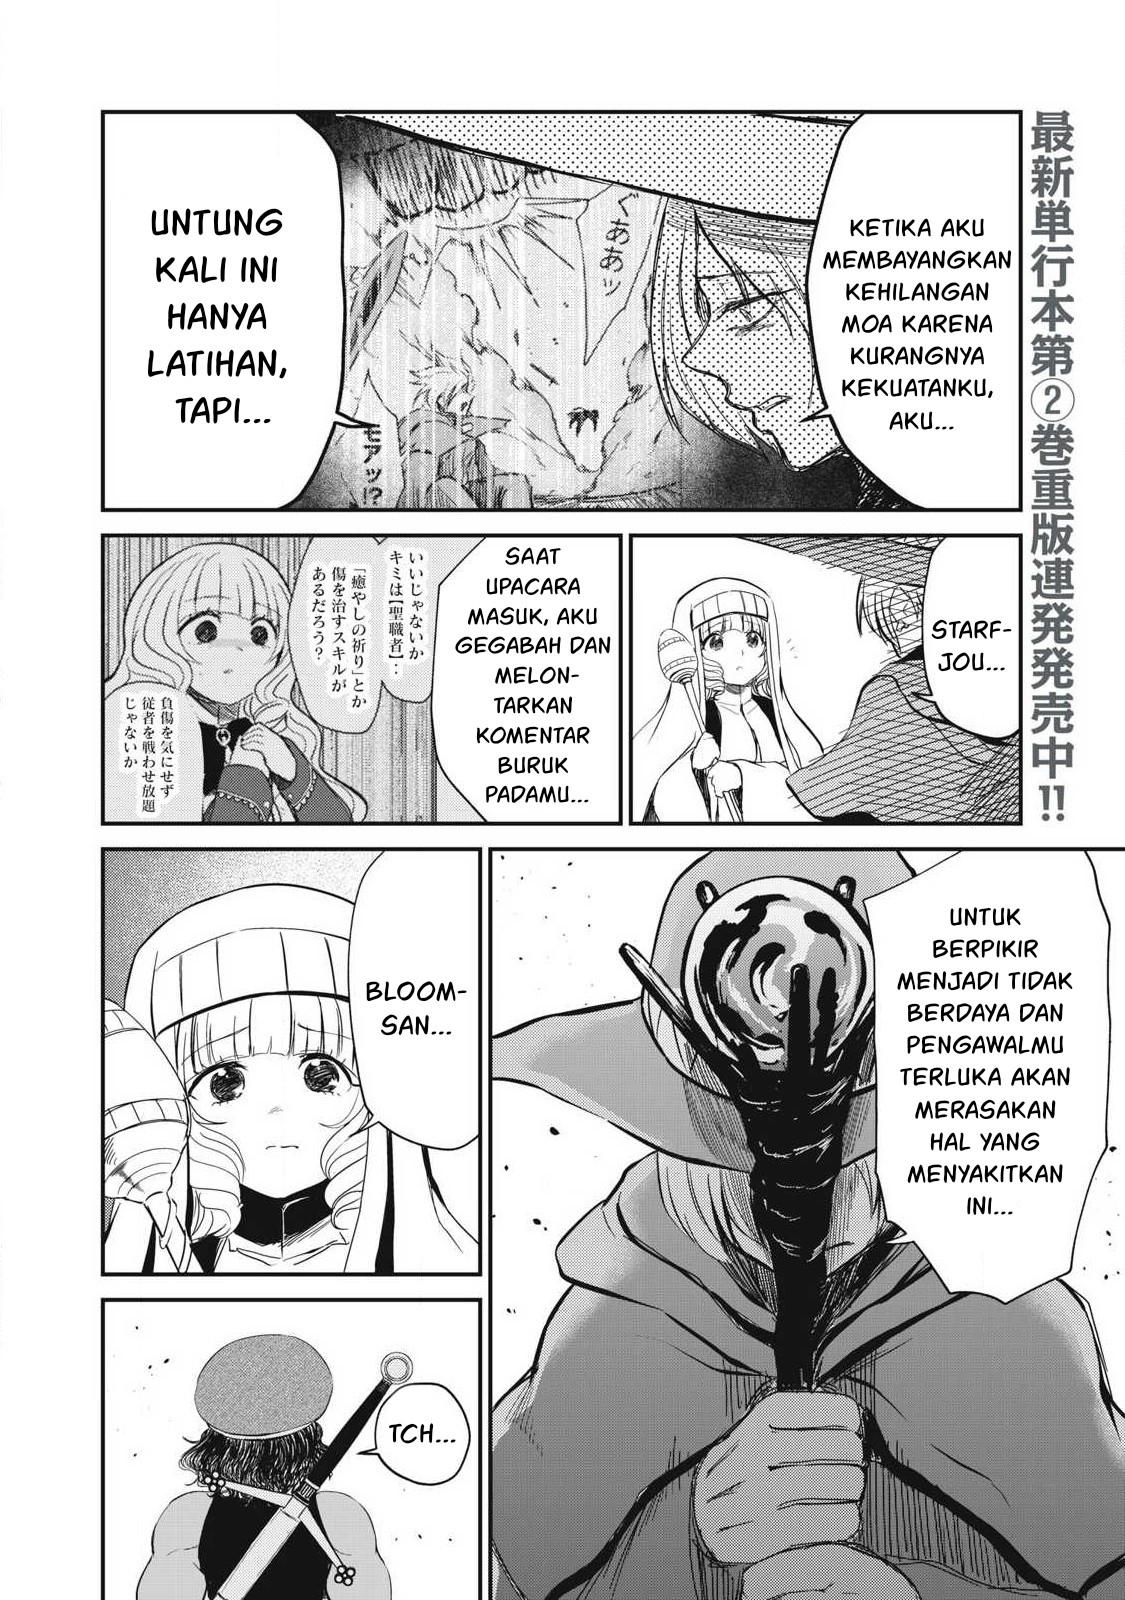 最新単行本第②巻重版連発発売中!!
KETIKA AKU
MEMBAYANGKAN
KEHILANGAN
MOA KARENA
KURANGNYA
KEKUATANKU,
AKU...
ぐああッ
モアッ!?
UNTUNG
KALI INI
HANYA
LATIHAN,
TAPI...
STARF-
JOU...
SAAT
UPACARA
MASUK, AKU
GEGABAH DAN
MELON-
TARKAN
KOMENTAR
BURUK
PADAMU...
いいじゃないか
キミは【聖職者】..
「癒やしの祈り」とか
傷を治すスキルが
あるだろう?
負傷を気にせず
従者を戦わせ放題
じゃないか
UNTUK
BERPIKIR
MENJADI TIDAK
BERDAYA DAN
PENGAWALMU
TERLUKA AKAN
MERASAKAN
HAL YANG
MENYAKITKAN
INI...
BLOOM-
SAN...
TCH...